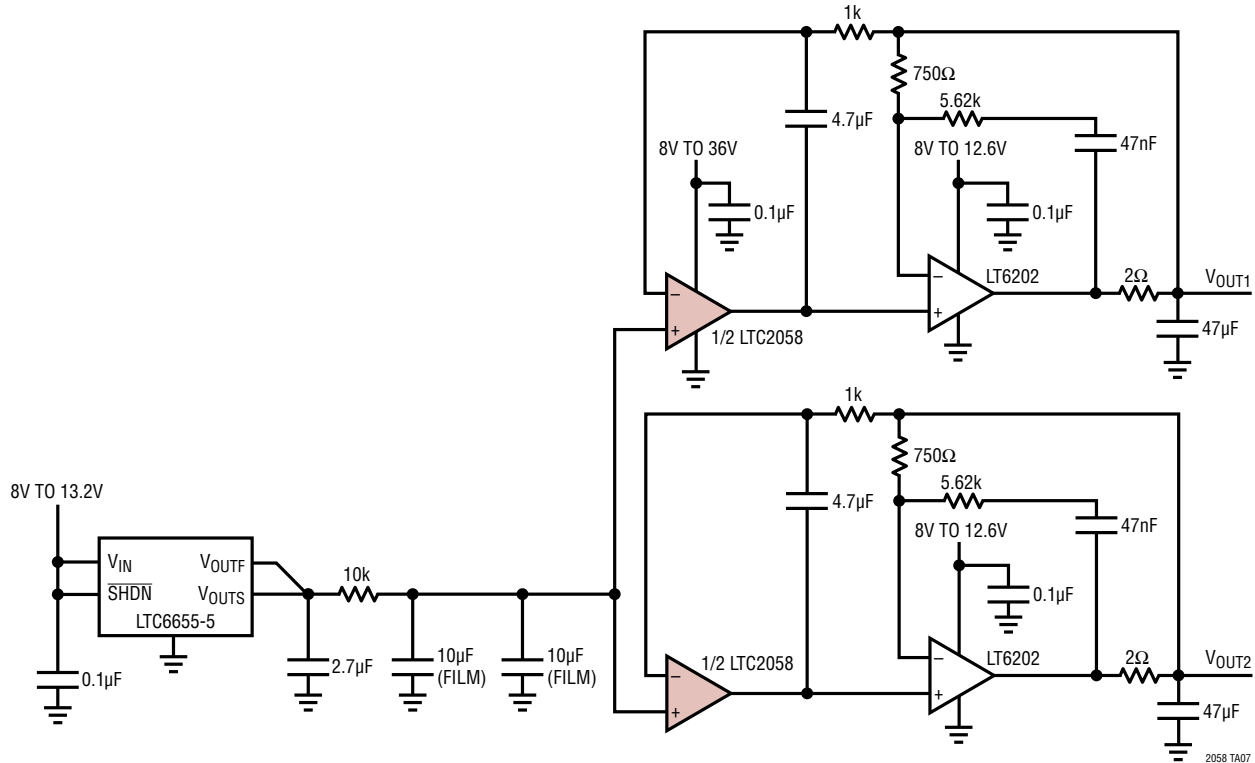 1k
750Ω
5.62k
4.7µF
47nF
8V TO 36V
8V TO 12.6V
0.1µF
0.1µF
LT6202
–
+
–
+
2Ω
VOUT1
1/2 LTC2058
47µF
1k
750Ω
5.62k
4.7µF
47nF
8V TO 12.6V
0.1µF
8V TO 13.2V
VIN
VOUTF
SHDN
VOUTS
LTC6655-5
10k
0.1µF
2.7µF
10µF
(FILM)
10µF
(FILM)
1/2 LTC2058
LT6202
–
+
–
+
2Ω
VOUT2
47µF
2058 TA07